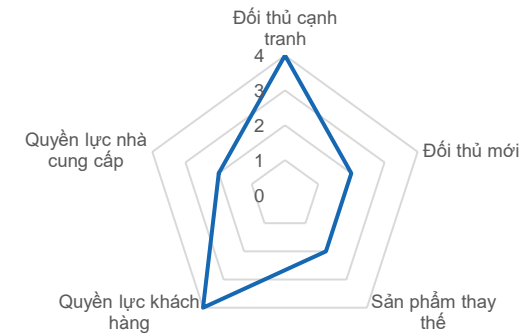 Đối thủ cạnh
tranh
4
3
2
1
0
Quyền lực nhà
cung cấp
Đối thủ mới
Quyền lực khách
hàng
Sản phẩm thay
thế